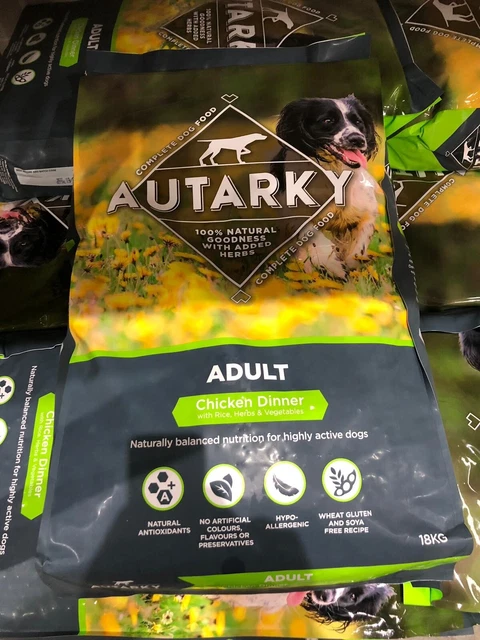 COMPLETE DOG FOOD
AUTARKY
100% NATURAL
GOODNESS
WITH ADDED
HERBS
COMPLETE DOG FOOD
ADULT
Chicken Dinner
with Rice, Herbs & Vegetables
Naturally balanced nutrition for highly active dogs
NATURAL
ANTIOXIDANTS
NO ARTIFICIAL
COLOURS,
FLAVOURS OR
PRESERVATIVES
HYPO-
ALLERGENIC
WHEAT GLUTEN
AND SOYA
FREE RECIPE
18KG
ADULT
ADULT
Chicken Dinner
Naturally balanced nutrition for highly active dogs